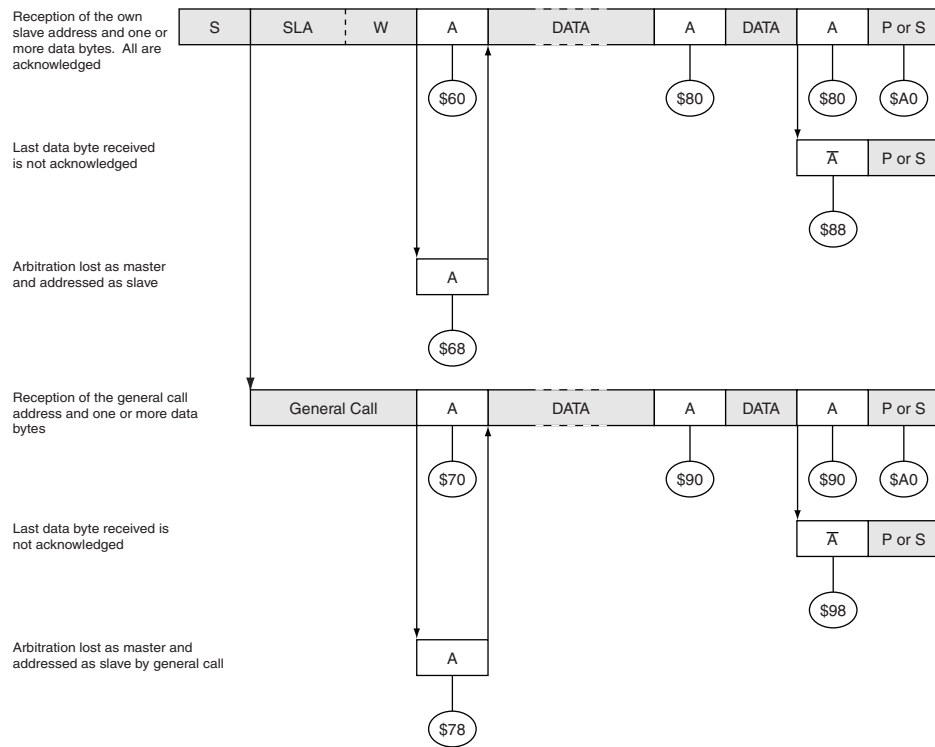 Reception of the own
slave address and one or
more data bytes. All are
acknowledged
S SLA W A DATA A DATA A P or S
$60 $80 $80 $A0
Last data byte received
is not acknowledged
A̅ P or S
$88
Arbitration lost as master
and addressed as slave
A
$68
Reception of the general call
address and one or more data
bytes
General Call A DATA A DATA A P or S
$70 $90 $90 $A0
Last data byte received is
not acknowledged
A̅ P or S
$98
Arbitration lost as master and
addressed as slave by general call
A
$78